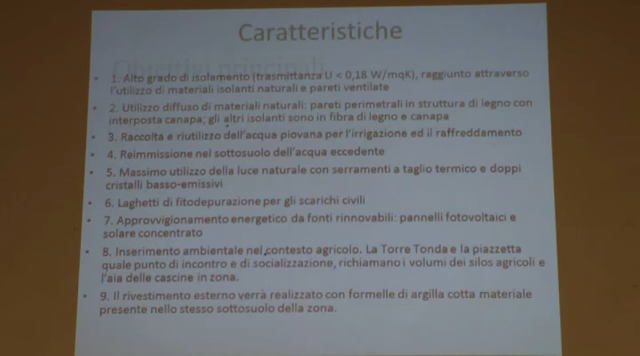 Caratteristiche
Obiettivi principali
• 1. Alto grado di isolamento (trasmittanza U < 0,18 W/mqK), raggiunto attraverso
l'utilizzo di materiali isolanti naturali e pareti ventilate
• 2. Utilizzo diffuso di materiali naturali: pareti perimetrali in struttura di legno con
interposta canapa; gli altri isolanti sono in fibra di legno e canapa
• 3. Raccolta e riutilizzo dell'acqua piovana per l'irrigazione ed il raffreddamento
• 4. Reimmissione nel sottosuolo dell'acqua eccedente
• 5. Massimo utilizzo della luce naturale con serramenti a taglio termico e doppi
cristalli basso-emissivi
• 6. Laghetti di fitodepurazione per gli scarichi civili
• 7. Approvvigionamento energetico da fonti rinnovabili: pannelli fotovoltaici e
solare concentrato
• 8. Inserimento ambientale nel contesto agricolo. La Torre Tonda e la piazzetta
quale punto di incontro e di socializzazione, richiamano i volumi dei silos agricoli e
l'aia delle cascine in zona.
• 9. Il rivestimento esterno verrà realizzato con formelle di argilla cotta materiale
presente nello stesso sottosuolo della zona.